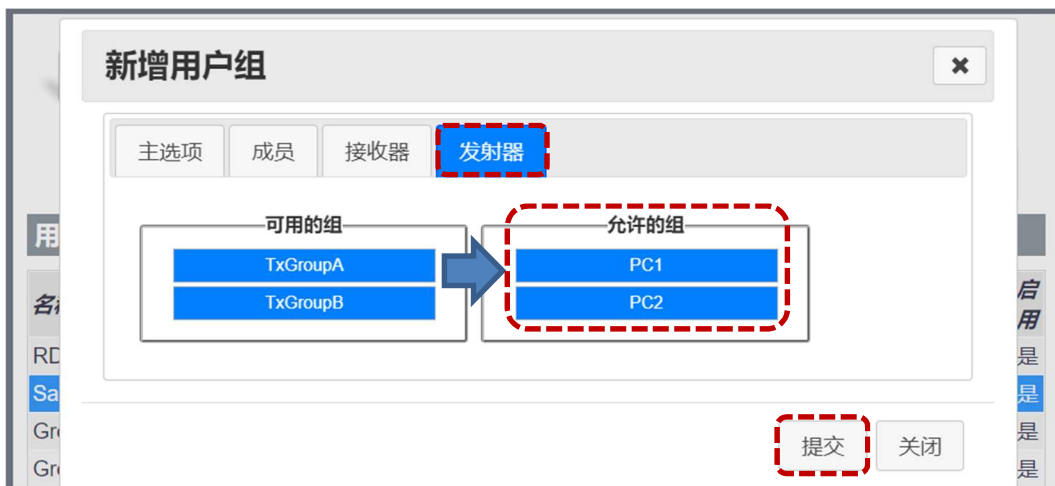 新增用户组
主选项 成员 接收器 发射器
可用的组 允许的组
TxGroupA PC1
TxGroupB PC2
用
启用
RD 是
Sa 是
Gr 是
Gr 是
提交 关闭